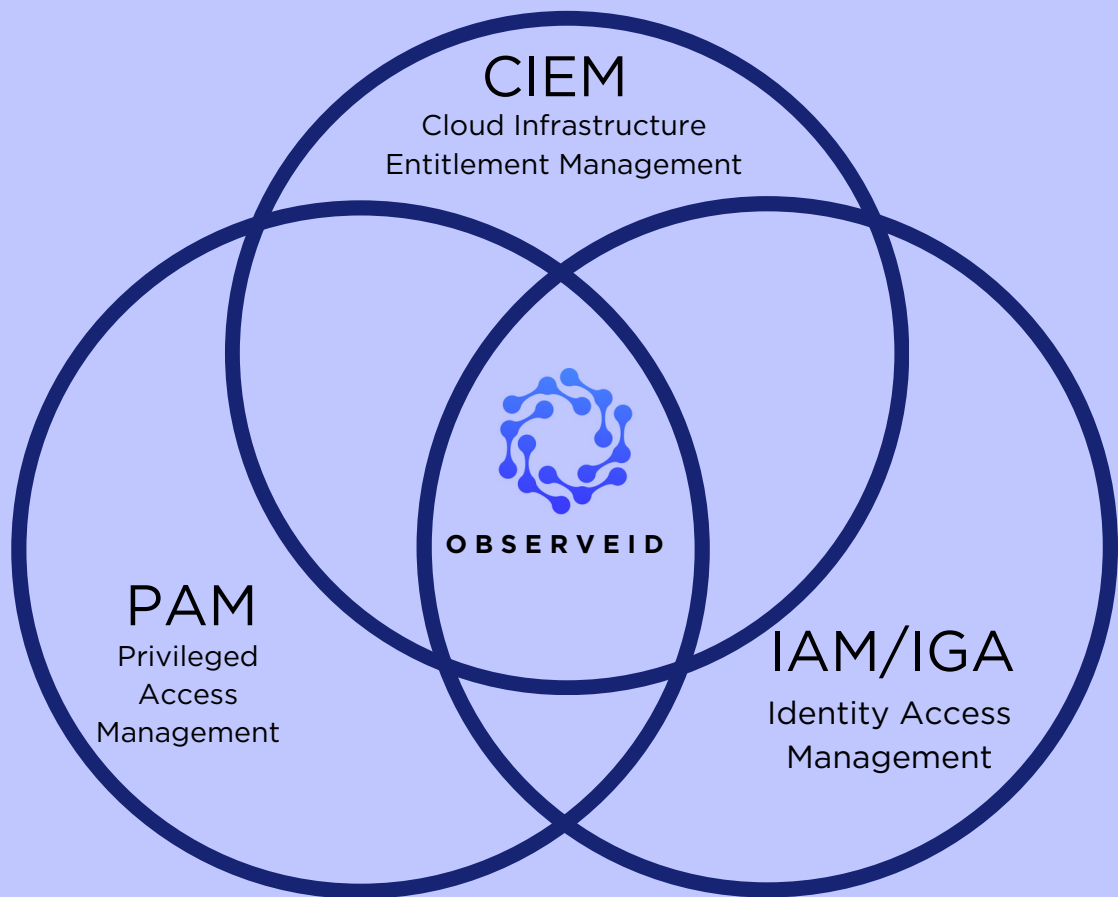 CIEM
Cloud Infrastructure
Entitlement Management
OBSERVEID
PAM
Privileged
Access
Management
IAM/IGA
Identity Access
Management